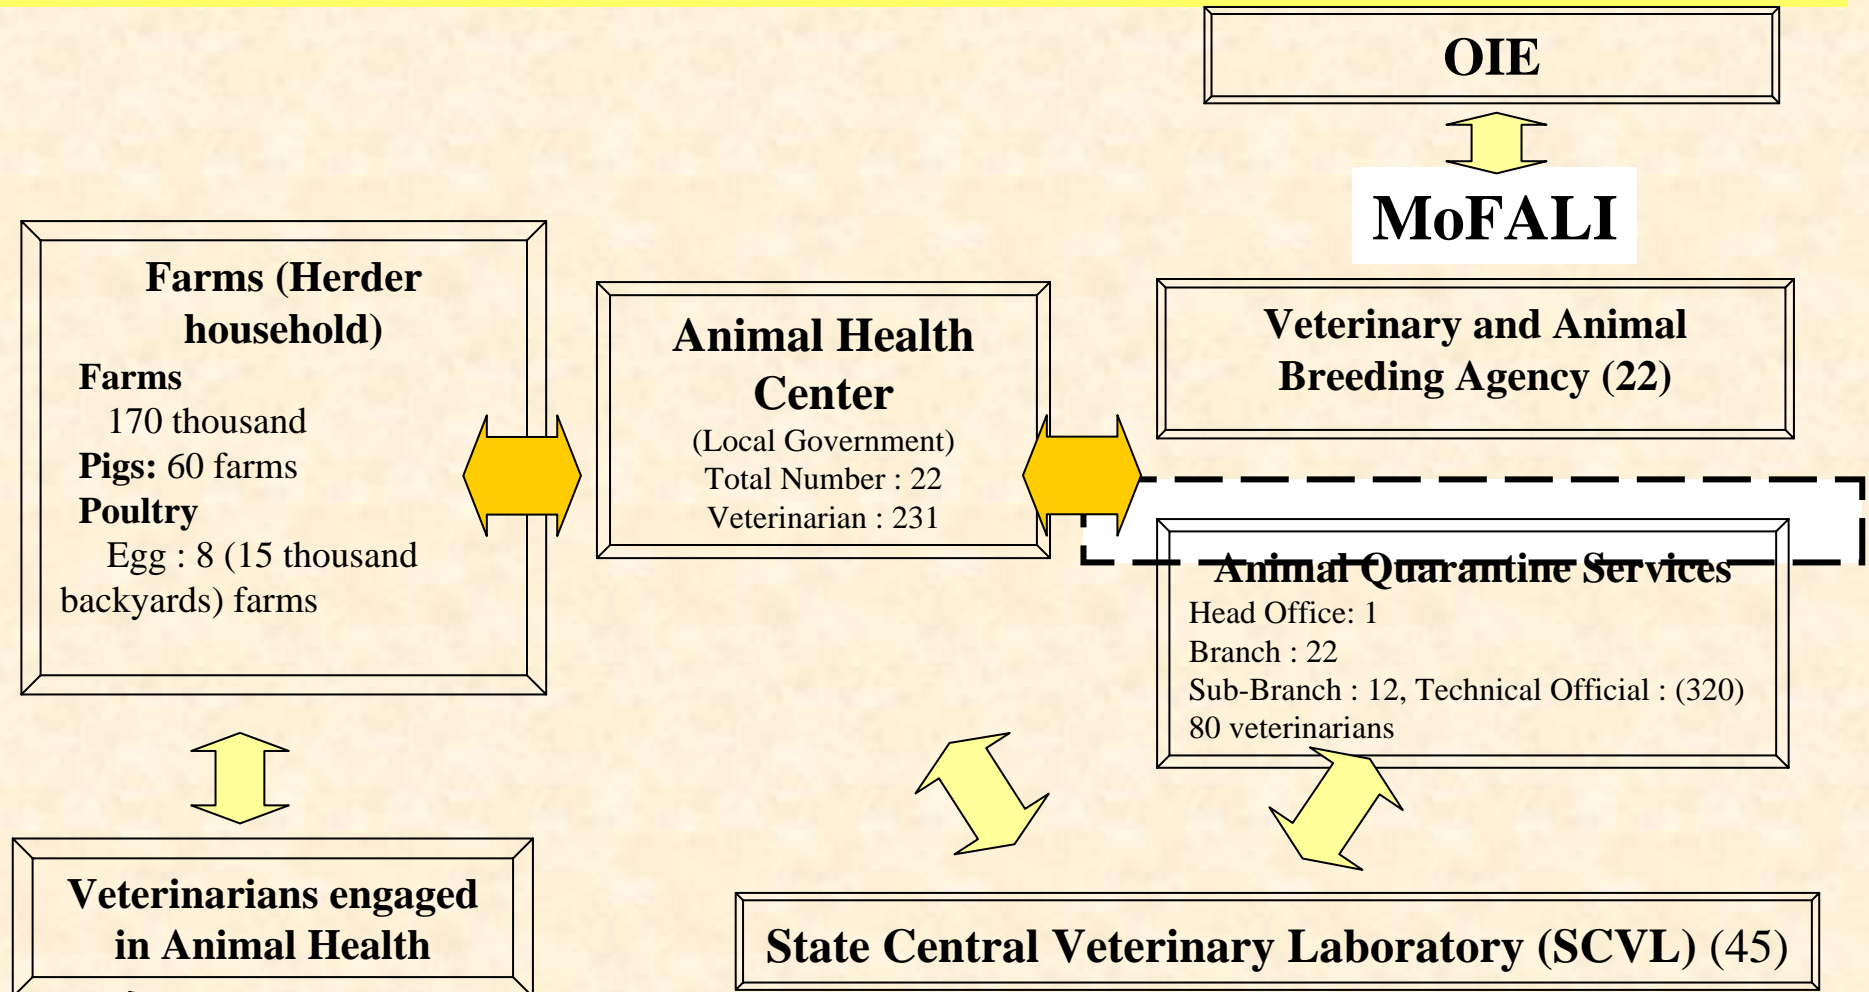 OIE
MoFALI
Farms (Herder
household)
Farms
170 thousand
Pigs: 60 farms
Poultry
Egg : 8 (15 thousand
backyards) farms
Animal Health
Center
(Local Government)
Total Number : 22
Veterinarian : 231
Veterinary and Animal
Breeding Agency (22)
Animal Quarantine Services
Head Office: 1
Branch : 22
Sub-Branch : 12, Technical Official : (320)
80 veterinarians
Veterinarians engaged
in Animal Health
State Central Veterinary Laboratory (SCVL) (45)